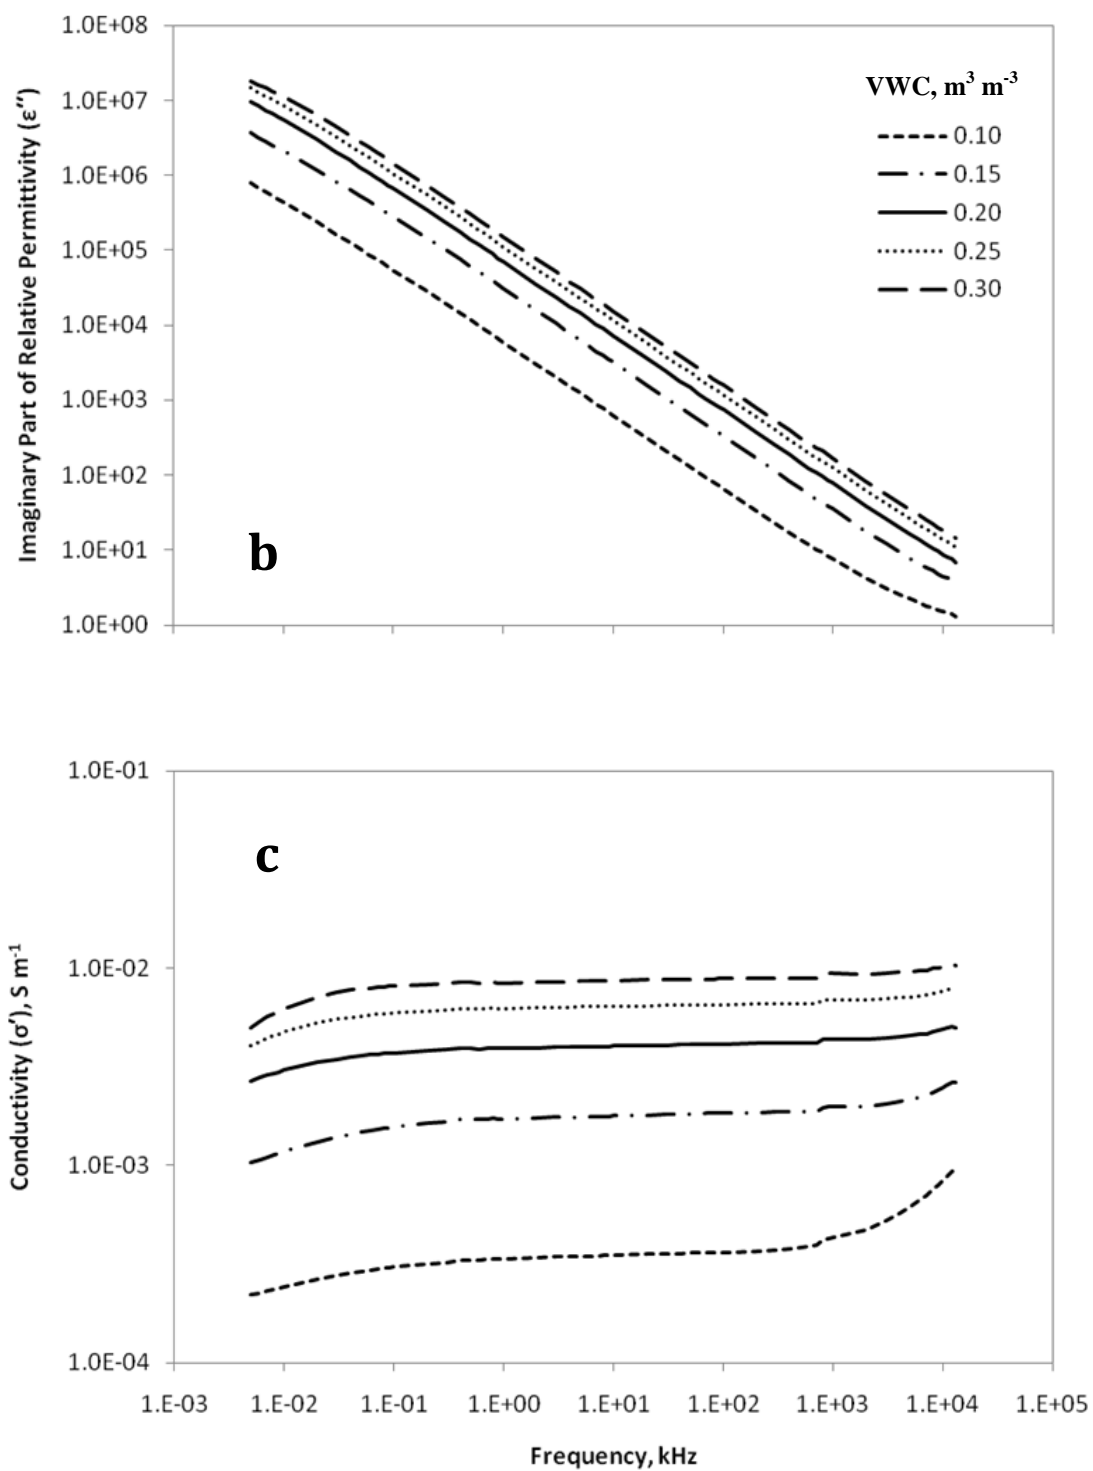 1.0E+08
1.0E+07
1.0E+06
1.0E+05
1.0E+04
1.0E+03
1.0E+02
1.0E+01
1.0E+00
Imaginary Part of Relative Permittivity (ε″)
VWC, m³ m⁻³
0.10
0.15
0.20
0.25
0.30
b
1.0E-01
1.0E-02
1.0E-03
1.0E-04
Conductivity (σ′), S m⁻¹
c
1.E-03 1.E-02 1.E-01 1.E+00 1.E+01 1.E+02 1.E+03 1.E+04 1.E+05
Frequency, kHz